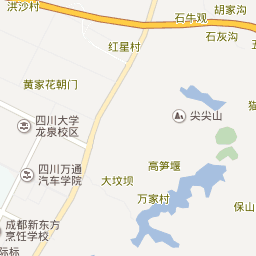 洪沙村
胡家沟
石牛观
石灰沟
红星村
黄家花朝门
四川大学
龙泉校区
尖尖山
高笋堰
四川万通
汽车学院
大坟坝
万家村
保山
成都新东方
烹饪学校
际标